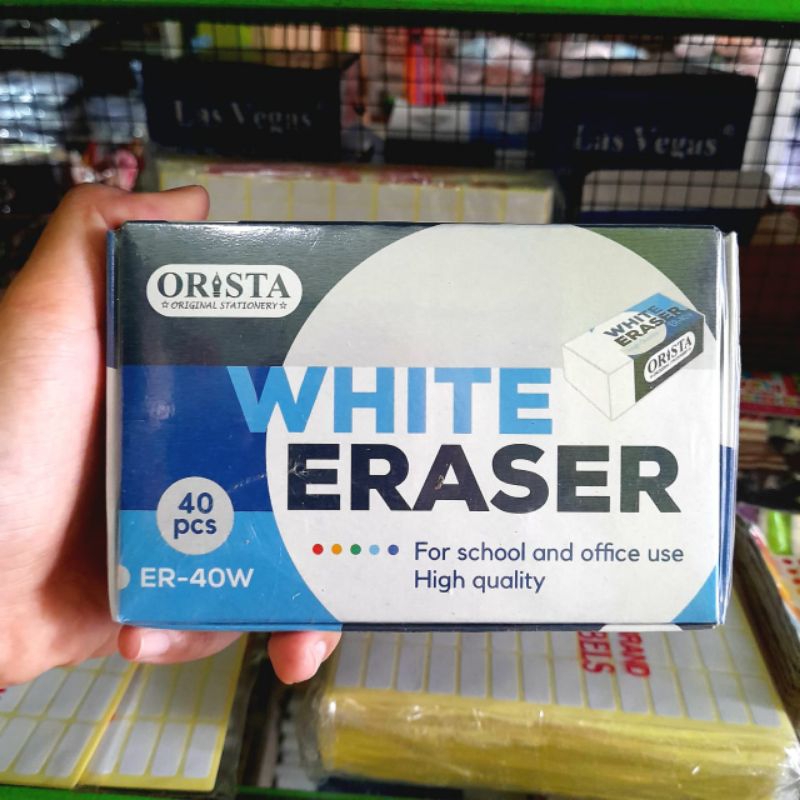 Las Vegas®
Las Vegas®
ORISTA
☆ ORIGINAL STATIONERY ☆
WHITE
ERASER
ORISTA
WHITE
ERASER
40
pcs
For school and office use
High quality
ER-40W
BELS